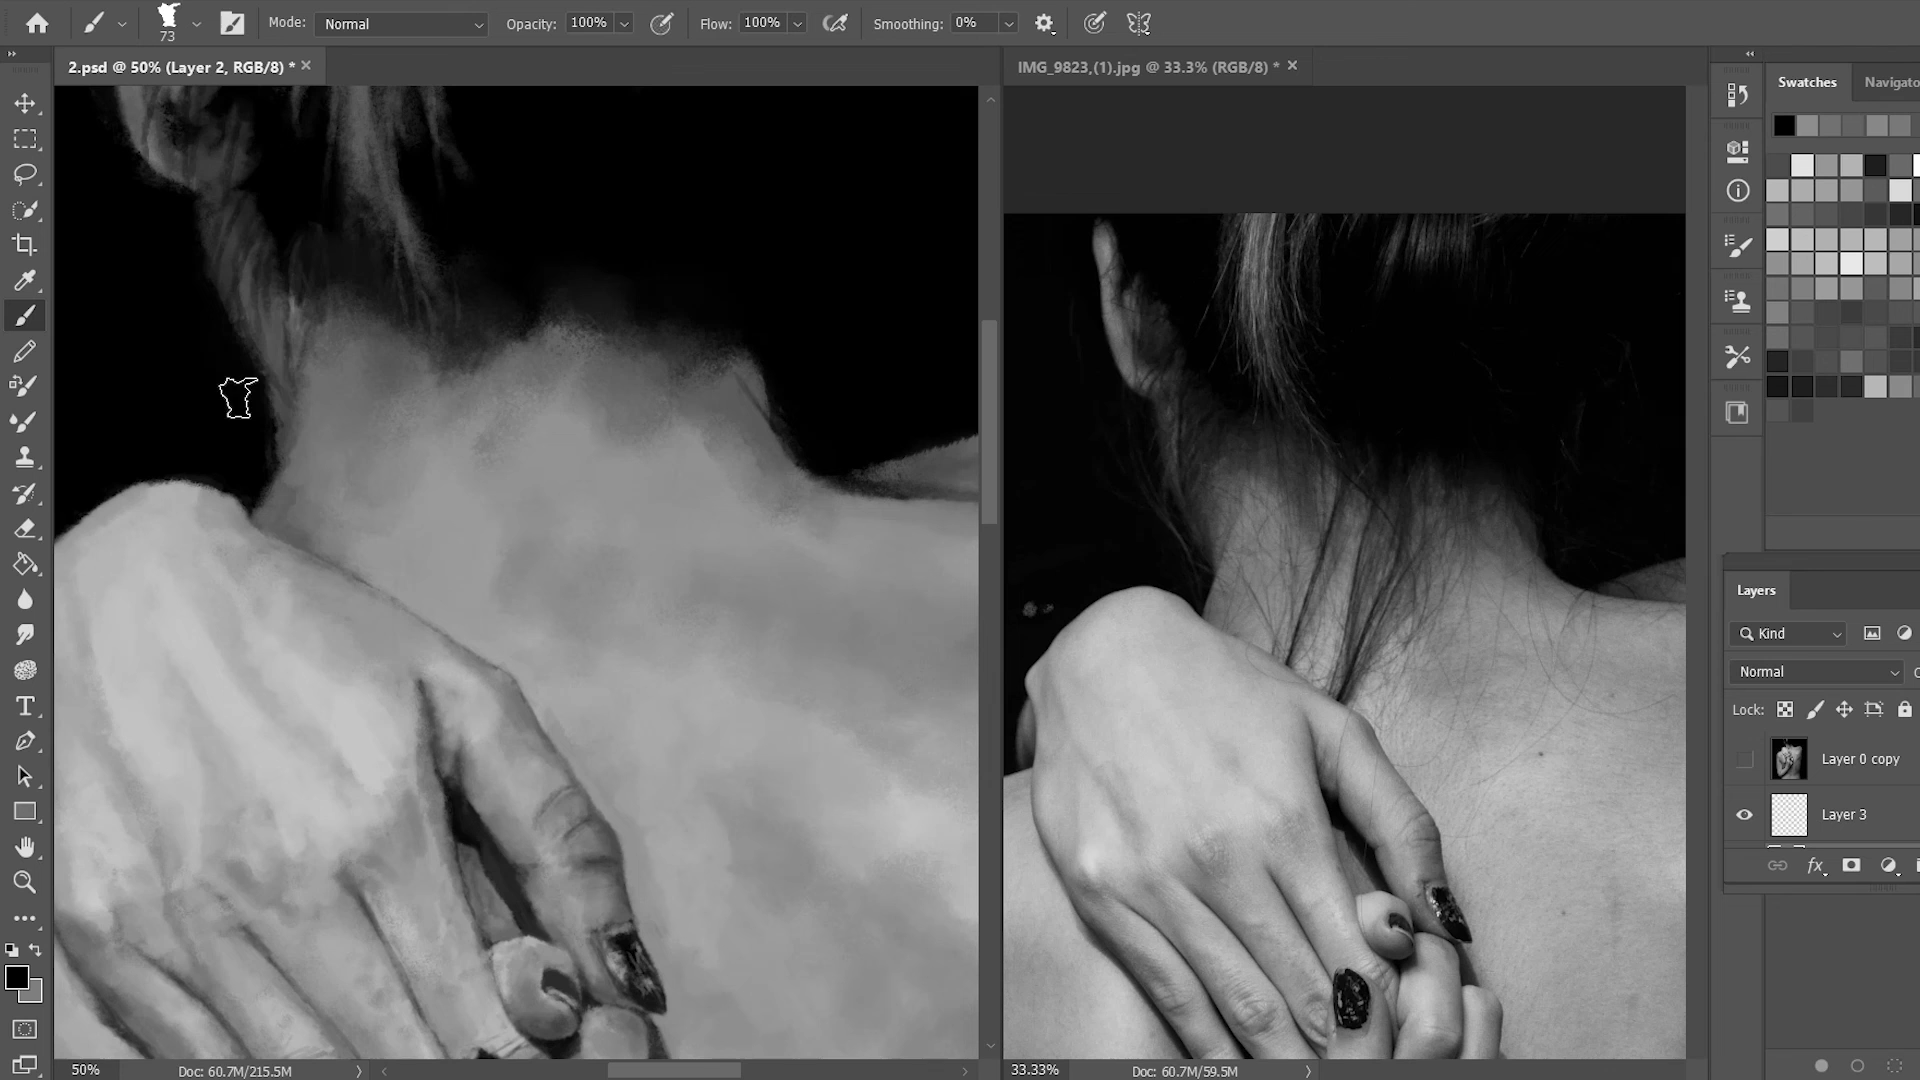 73
Mode: Normal
Opacity: 100%
Flow: 100%
Smoothing: 0%
2.psd @ 50% (Layer 2, RGB/8) *
IMG_9823,(1).jpg @ 33.3% (RGB/8) *
Swatches
Navigato
Layers
Kind
Normal
Lock:
Layer 0 copy
Layer 3
fx
50%
Doc: 60.7M/215.5M
33.33%
Doc: 60.7M/59.5M